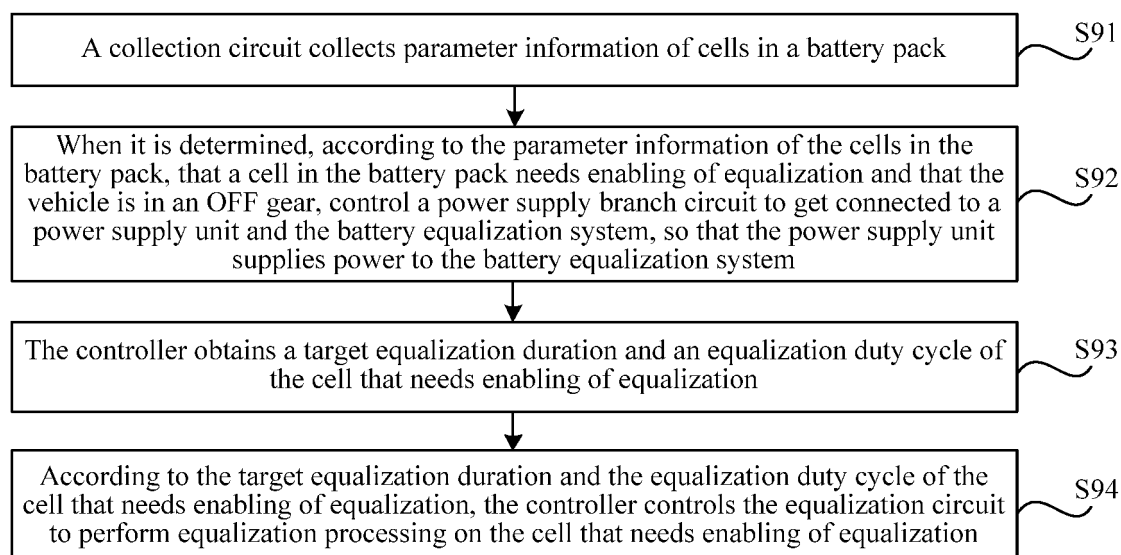 A collection circuit collects parameter information of cells in a battery pack
S91
When it is determined, according to the parameter information of the cells in the
battery pack, that a cell in the battery pack needs enabling of equalization and that the
vehicle is in an OFF gear, control a power supply branch circuit to get connected to a
power supply unit and the battery equalization system, so that the power supply unit
supplies power to the battery equalization system
S92
The controller obtains a target equalization duration and an equalization duty cycle of
the cell that needs enabling of equalization
S93
According to the target equalization duration and the equalization duty cycle of the
cell that needs enabling of equalization, the controller controls the equalization circuit
to perform equalization processing on the cell that needs enabling of equalization
S94